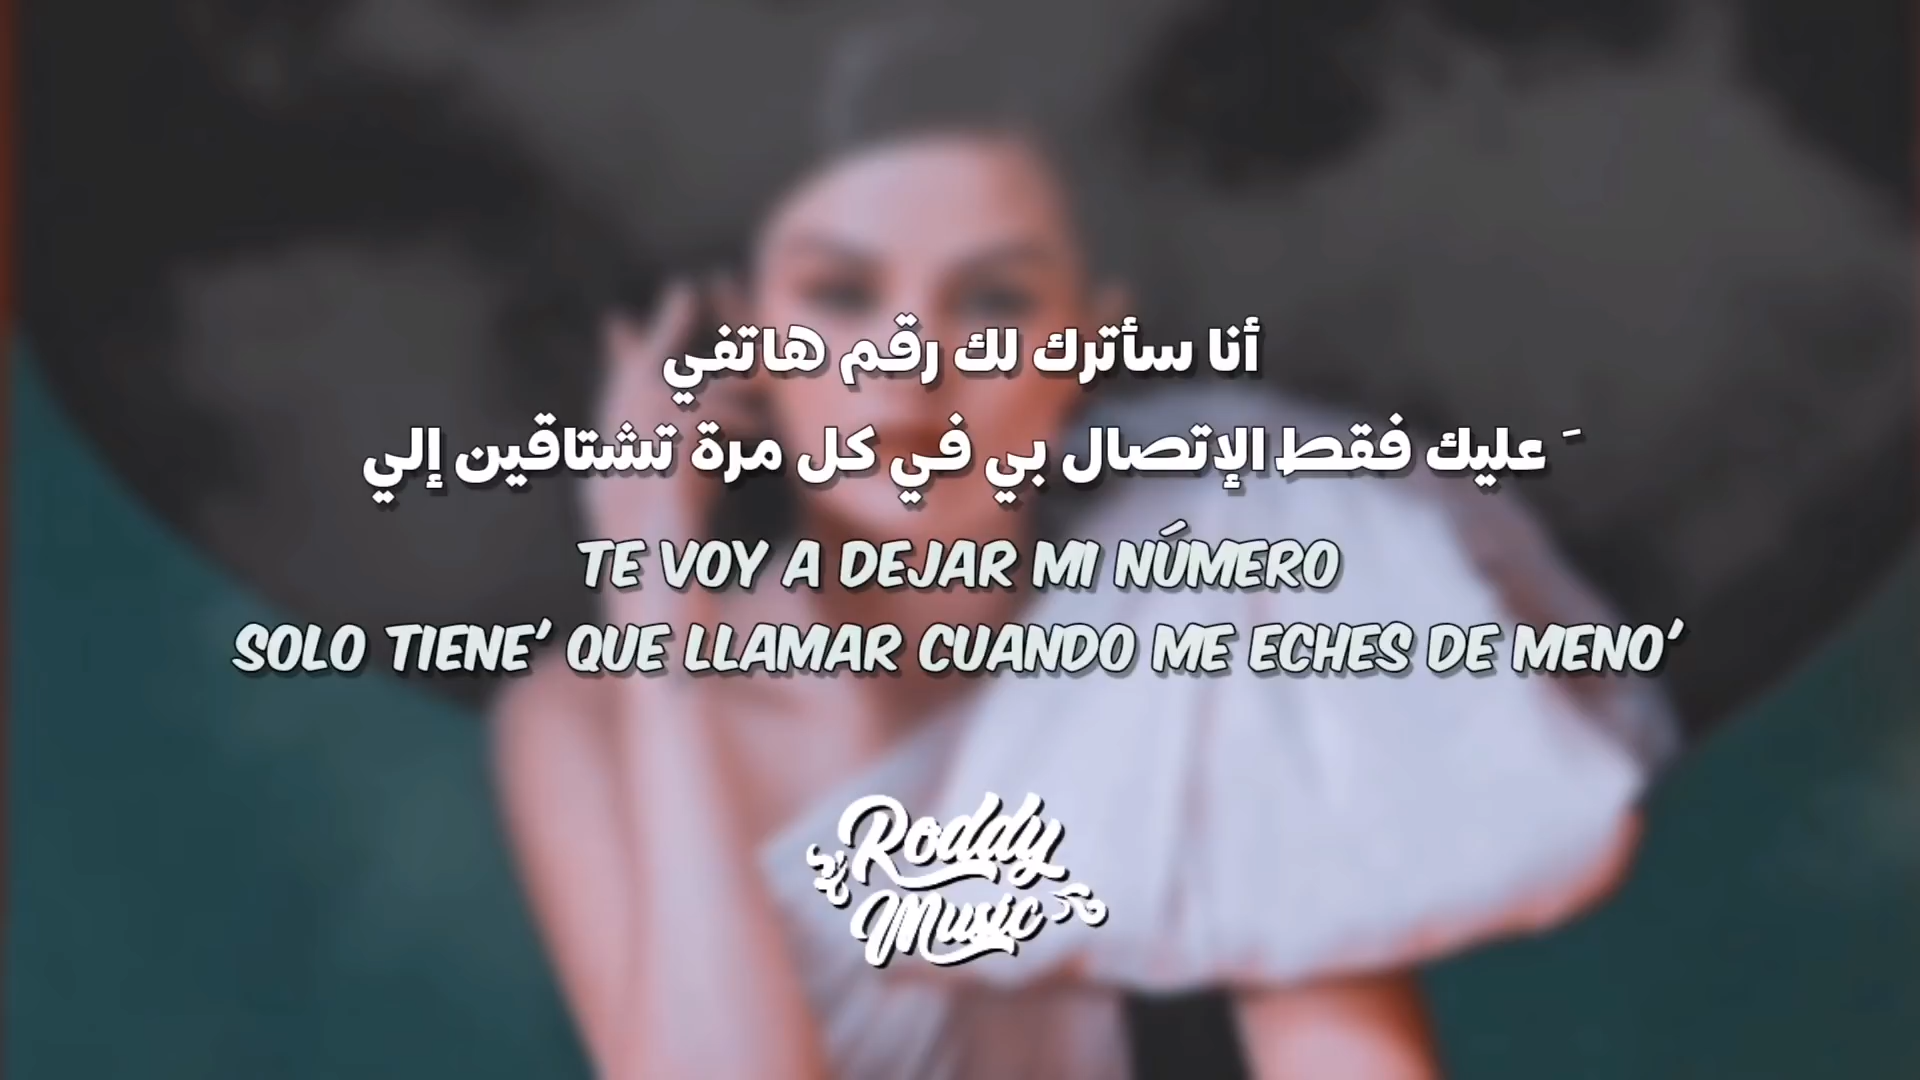 أنا سأترك لك رقم هاتفي
َ عليك فقط الإتصال بي في كل مرة تشتاقين إلي
TE VOY A DEJAR MI NÚMERO
SOLO TIENE' QUE LLAMAR CUANDO ME ECHES DE MENO'
Roddy
Music